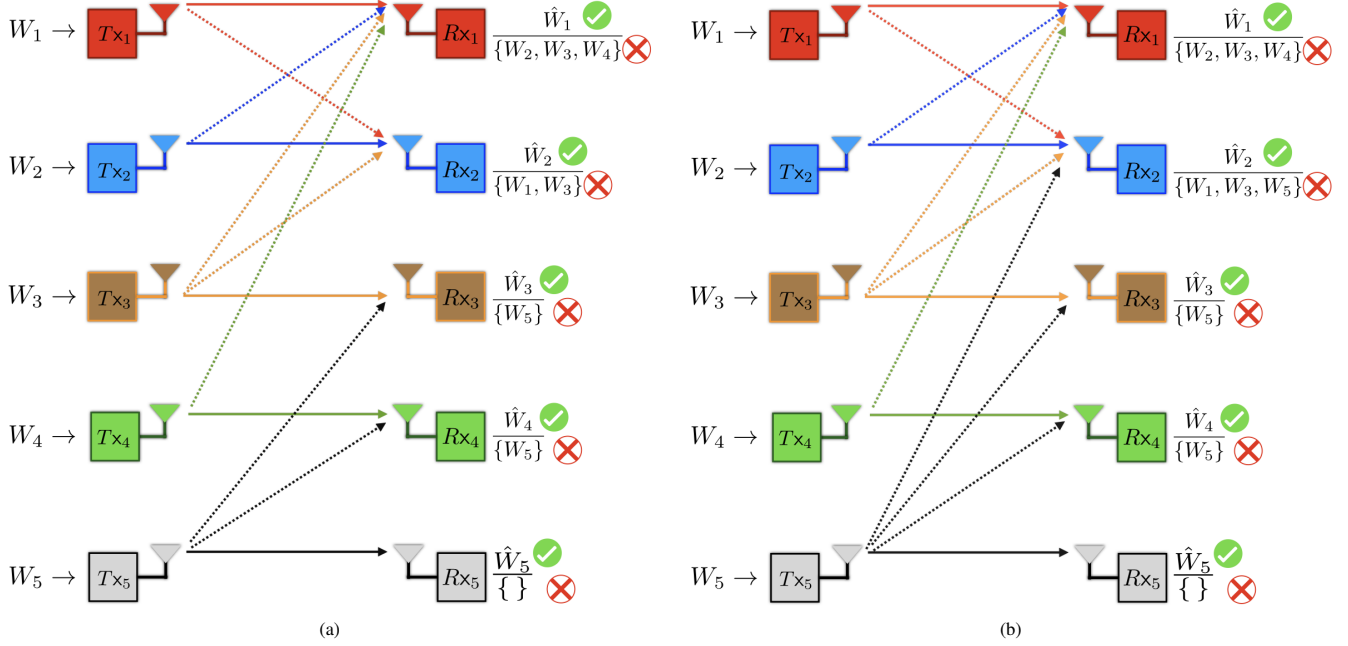 W₁ → Tx₁ Rx₁ Ŵ₁
{W₂, W₃, W₄}
W₂ → Tx₂ Rx₂ Ŵ₂
{W₁, W₃}
W₃ → Tx₃ Rx₃ Ŵ₃
{W₅}
W₄ → Tx₄ Rx₄ Ŵ₄
{W₅}
W₅ → Tx₅ Rx₅ Ŵ₅
{ }
(a)
W₁ → Tx₁ Rx₁ Ŵ₁
{W₂, W₃, W₄}
W₂ → Tx₂ Rx₂ Ŵ₂
{W₁, W₃, W₅}
W₃ → Tx₃ Rx₃ Ŵ₃
{W₅}
W₄ → Tx₄ Rx₄ Ŵ₄
{W₅}
W₅ → Tx₅ Rx₅ Ŵ₅
{ }
(b)